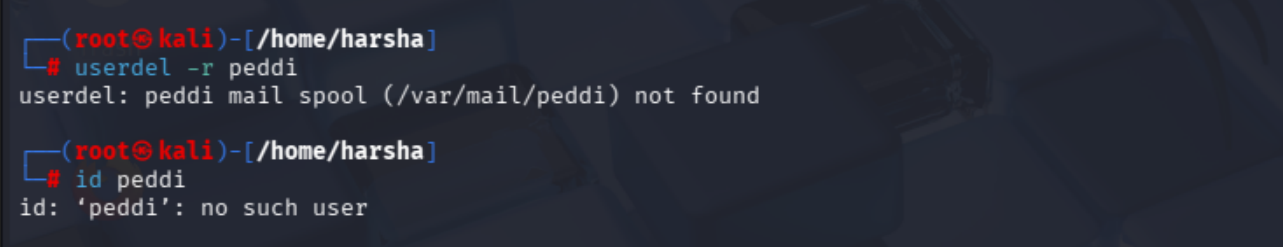 ┌──(root㉿kali)-[/home/harsha]
└─# userdel -r peddi
userdel: peddi mail spool (/var/mail/peddi) not found
┌──(root㉿kali)-[/home/harsha]
└─# id peddi
id: ‘peddi’: no such user